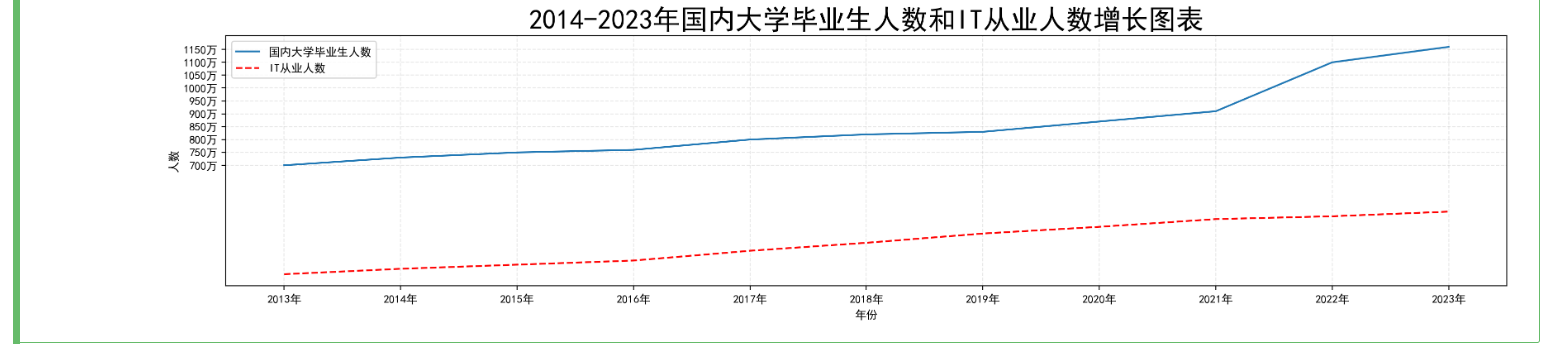 2014-2023年国内大学毕业生人数和IT从业人数增长图表
国内大学毕业生人数
IT从业人数
1150万
1100万
1050万
1000万
950万
900万
850万
800万
750万
700万
人数
2013年 2014年 2015年 2016年 2017年 2018年 2019年 2020年 2021年 2022年 2023年
年份